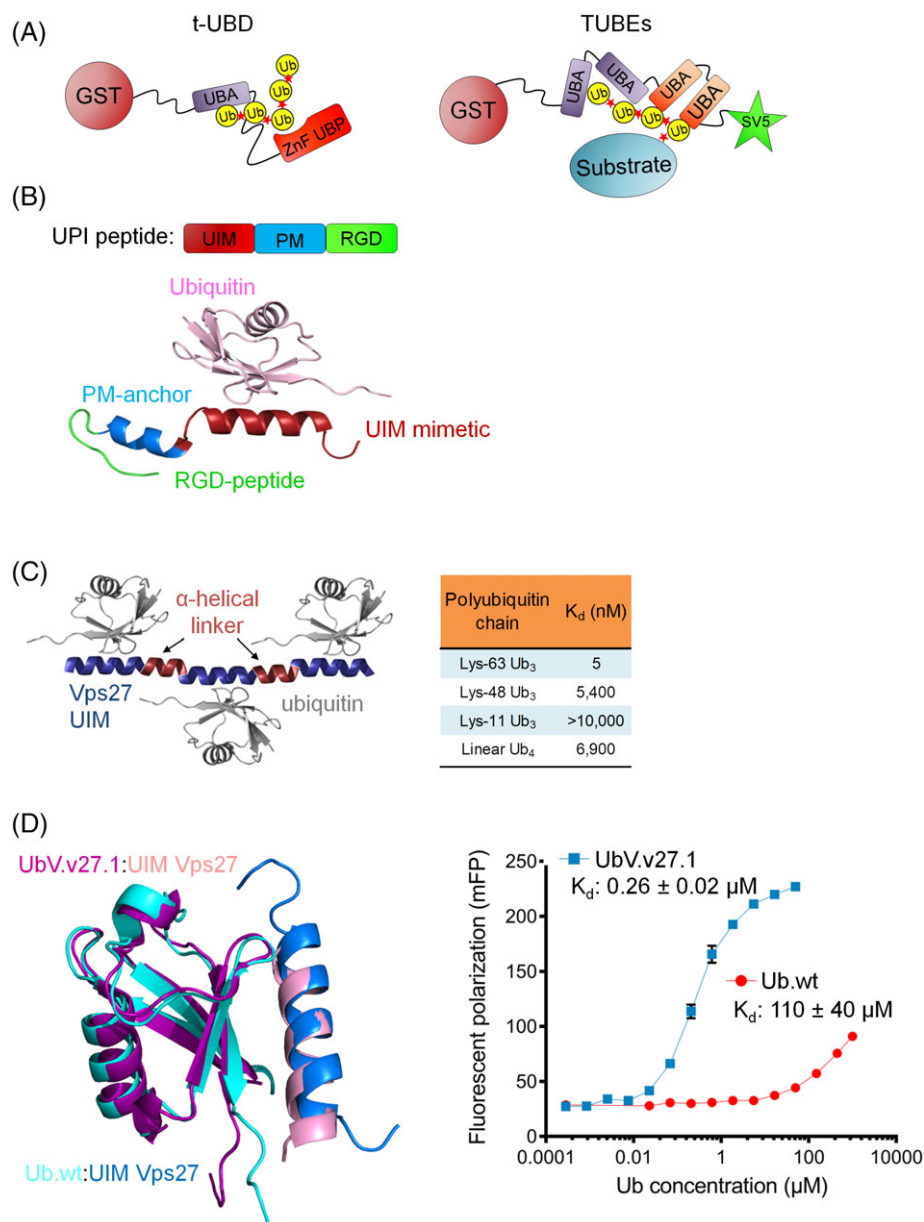 (A)
t-UBD
TUBEs
GST
UBA
Ub
Ub
Ub
Ub
Ub
ZnF UBP
GST
UBA
UBA
UBA
UBA
Ub
Ub
Ub
Ub
SV5
Substrate
(B)
UPI peptide:
UIM
PM
RGD
Ubiquitin
PM-anchor
UIM mimetic
RGD-peptide
(C)
α-helical
linker
Vps27
UIM
ubiquitin
Polyubiquitin
chain
Kd (nM)
Lys-63 Ub3
5
Lys-48 Ub3
5,400
Lys-11 Ub3
>10,000
Linear Ub4
6,900
(D)
UbV.v27.1:UIM Vps27
Ub.wt:UIM Vps27
Fluorescent polarization (mFP)
250
200
150
100
50
0
UbV.v27.1
Kd: 0.26 ± 0.02 µM
Ub.wt
Kd: 110 ± 40 µM
0.0001
0.01
1
100
10000
Ub concentration (µM)